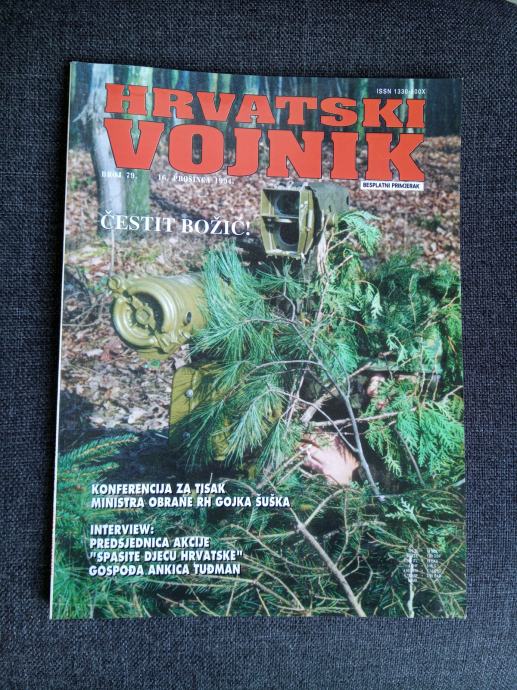 ISSN 1330-500X
HRVATSKI
VOJNIK
BROJ 79. 16. PROSINCA 1994.
BESPLATNI PRIMJERAK
ČESTIT BOŽIĆ!
KONFERENCIJA ZA TISAK
MINISTRA OBRANE RH GOJKA ŠUŠKA
INTERVIEW:
PREDSJEDNICA AKCIJE
"SPASITE DJECU HRVATSKE"
GOSPOĐA ANKICA TUĐMAN